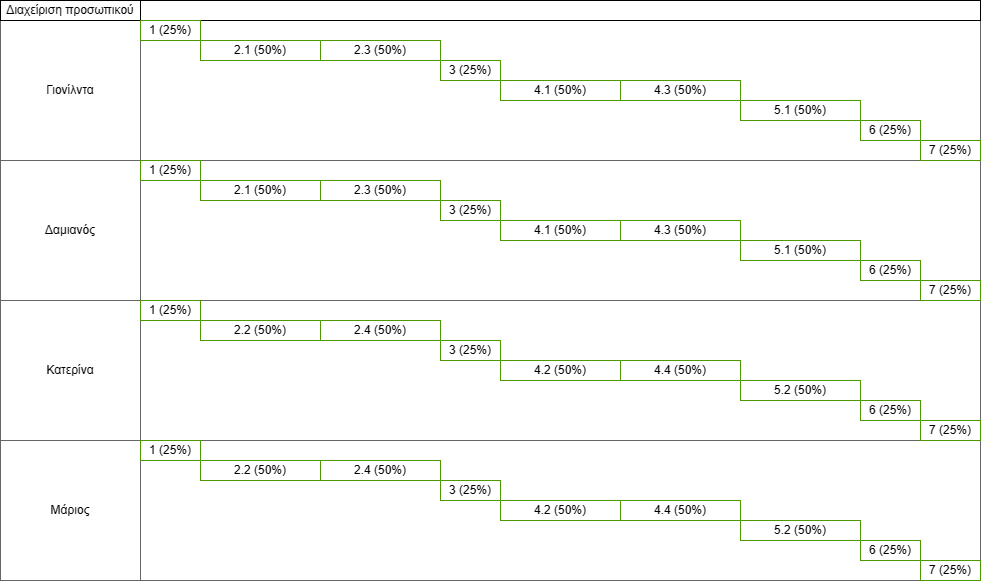 Διαχείριση προσωπικού
1 (25%)
2.1 (50%) 2.3 (50%)
3 (25%)
Γιονίλντα 4.1 (50%) 4.3 (50%)
5.1 (50%)
6 (25%)
7 (25%)
1 (25%)
2.1 (50%) 2.3 (50%)
3 (25%)
Δαμιανός 4.1 (50%) 4.3 (50%)
5.1 (50%)
6 (25%)
7 (25%)
1 (25%)
2.2 (50%) 2.4 (50%)
3 (25%)
Κατερίνα 4.2 (50%) 4.4 (50%)
5.2 (50%)
6 (25%)
7 (25%)
1 (25%)
2.2 (50%) 2.4 (50%)
3 (25%)
Μάριος 4.2 (50%) 4.4 (50%)
5.2 (50%)
6 (25%)
7 (25%)